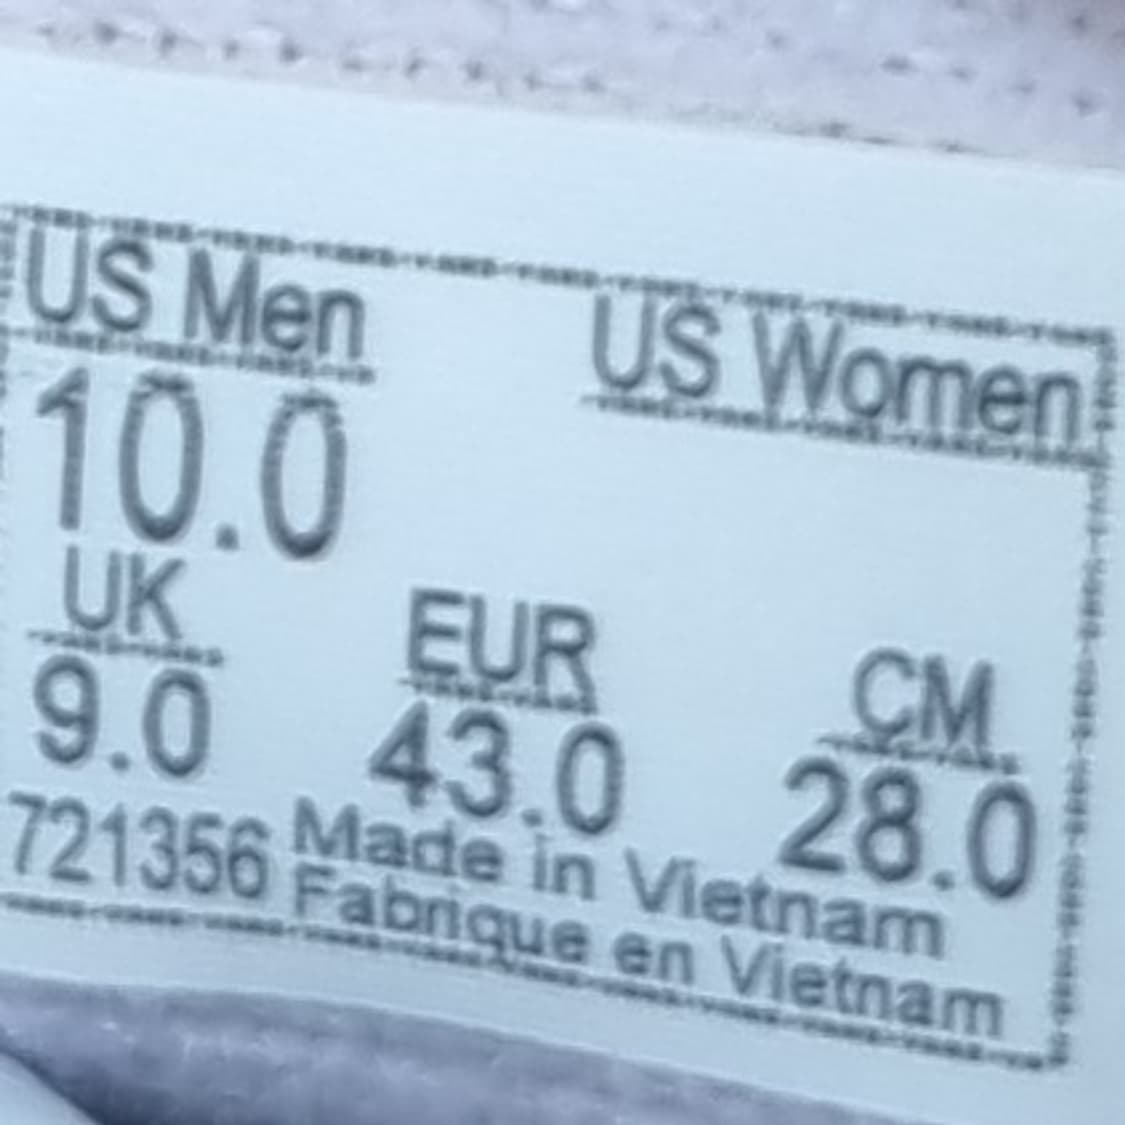 US Men US Women
10.0
UK EUR CM
9.0 43.0 28.0
721356 Made in Vietnam
Fabrique en Vietnam